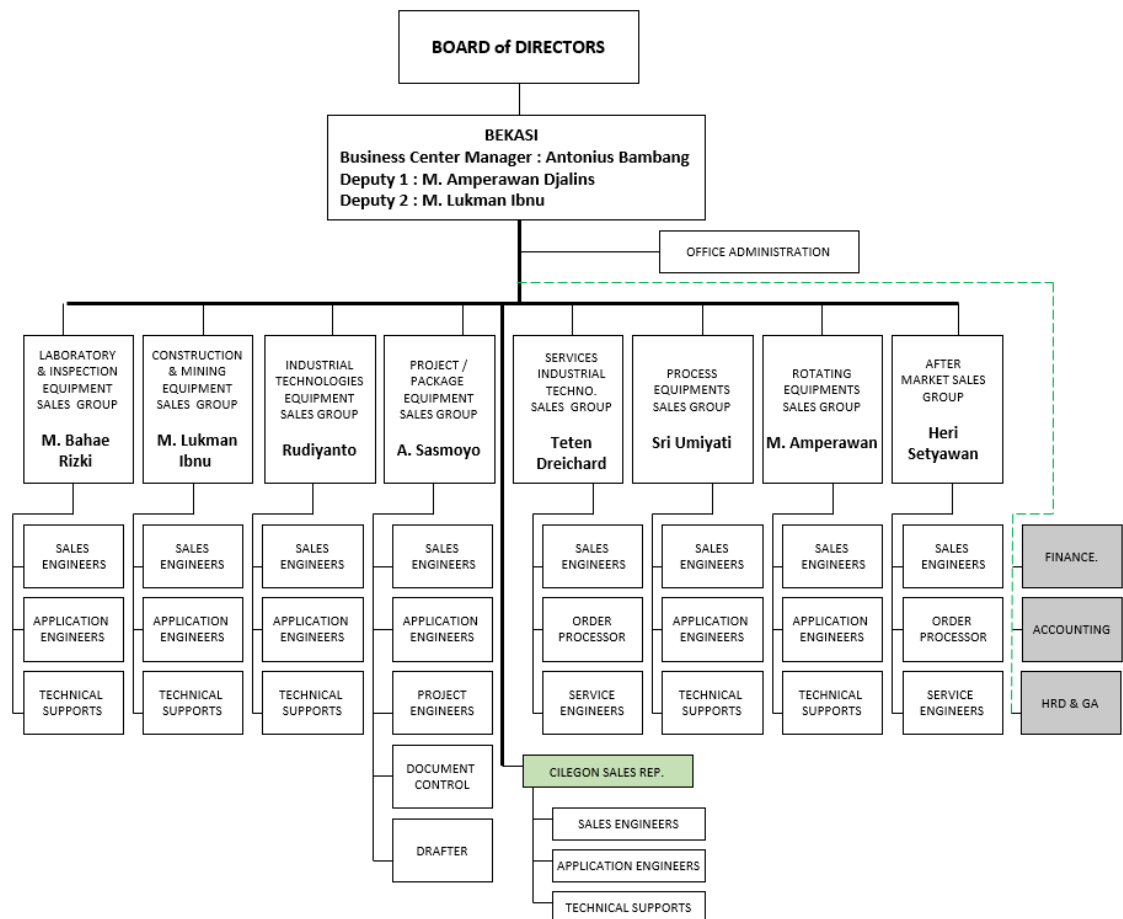 BOARD of DIRECTORS
BEKASI
Business Center Manager : Antonius Bambang
Deputy 1 : M. Amperawan Djalins
Deputy 2 : M. Lukman Ibnu
OFFICE ADMINISTRATION
LABORATORY
& INSPECTION
EQUIPMENT
SALES GROUP
M. Bahae
Rizki
CONSTRUCTION
& MINING
EQUIPMENT
SALES GROUP
M. Lukman
Ibnu
INDUSTRIAL
TECHNOLOGIES
EQUIPMENT
SALES GROUP
Rudiyanto
PROJECT /
PACKAGE
EQUIPMENT
SALES GROUP
A. Sasmoyo
SERVICES
INDUSTRIAL
TECHNO.
SALES GROUP
Teten
Dreichard
PROCESS
EQUIPMENTS
SALES GROUP
Sri Umiyati
ROTATING
EQUIPMENTS
SALES GROUP
M. Amperawan
AFTER
MARKET SALES
GROUP
Heri
Setyawan
SALES
ENGINEERS
APPLICATION
ENGINEERS
TECHNICAL
SUPPORTS
SALES
ENGINEERS
APPLICATION
ENGINEERS
TECHNICAL
SUPPORTS
SALES
ENGINEERS
APPLICATION
ENGINEERS
TECHNICAL
SUPPORTS
SALES
ENGINEERS
APPLICATION
ENGINEERS
PROJECT
ENGINEERS
DOCUMENT
CONTROL
DRAFTER
SALES
ENGINEERS
ORDER
PROCESSOR
SERVICE
ENGINEERS
SALES
ENGINEERS
APPLICATION
ENGINEERS
TECHNICAL
SUPPORTS
SALES
ENGINEERS
APPLICATION
ENGINEERS
TECHNICAL
SUPPORTS
SALES
ENGINEERS
ORDER
PROCESSOR
SERVICE
ENGINEERS
FINANCE.
ACCOUNTING
HRD & GA
CILEGON SALES REP.
SALES ENGINEERS
APPLICATION ENGINEERS
TECHNICAL SUPPORTS